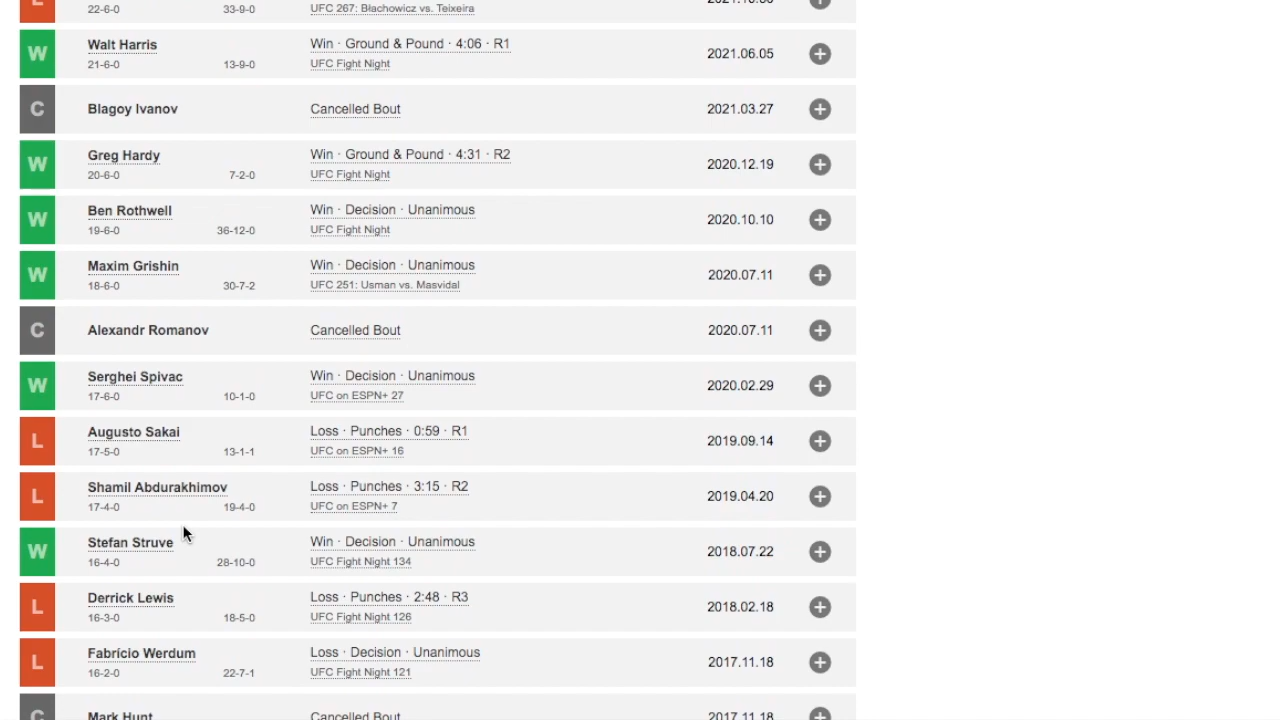 L
22-6-0 33-9-0 UFC 267: Błachowicz vs. Teixeira
W Walt Harris Win · Ground & Pound · 4:06 · R1 2021.06.05
21-6-0 13-9-0 UFC Fight Night
C Blagoy Ivanov Cancelled Bout 2021.03.27
W Greg Hardy Win · Ground & Pound · 4:31 · R2 2020.12.19
20-6-0 7-2-0 UFC Fight Night
W Ben Rothwell Win · Decision · Unanimous 2020.10.10
19-6-0 36-12-0 UFC Fight Night
W Maxim Grishin Win · Decision · Unanimous 2020.07.11
18-6-0 30-7-2 UFC 251: Usman vs. Masvidal
C Alexandr Romanov Cancelled Bout 2020.07.11
W Serghei Spivac Win · Decision · Unanimous 2020.02.29
17-6-0 10-1-0 UFC on ESPN+ 27
L Augusto Sakai Loss · Punches · 0:59 · R1 2019.09.14
17-5-0 13-1-1 UFC on ESPN+ 16
L Shamil Abdurakhimov Loss · Punches · 3:15 · R2 2019.04.20
17-4-0 19-4-0 UFC on ESPN+ 7
W Stefan Struve Win · Decision · Unanimous 2018.07.22
16-4-0 28-10-0 UFC Fight Night 134
L Derrick Lewis Loss · Punches · 2:48 · R3 2018.02.18
16-3-0 18-5-0 UFC Fight Night 126
L Fabrício Werdum Loss · Decision · Unanimous 2017.11.18
16-2-0 22-7-1 UFC Fight Night 121
C Mark Hunt Cancelled Bout 2017.11.18